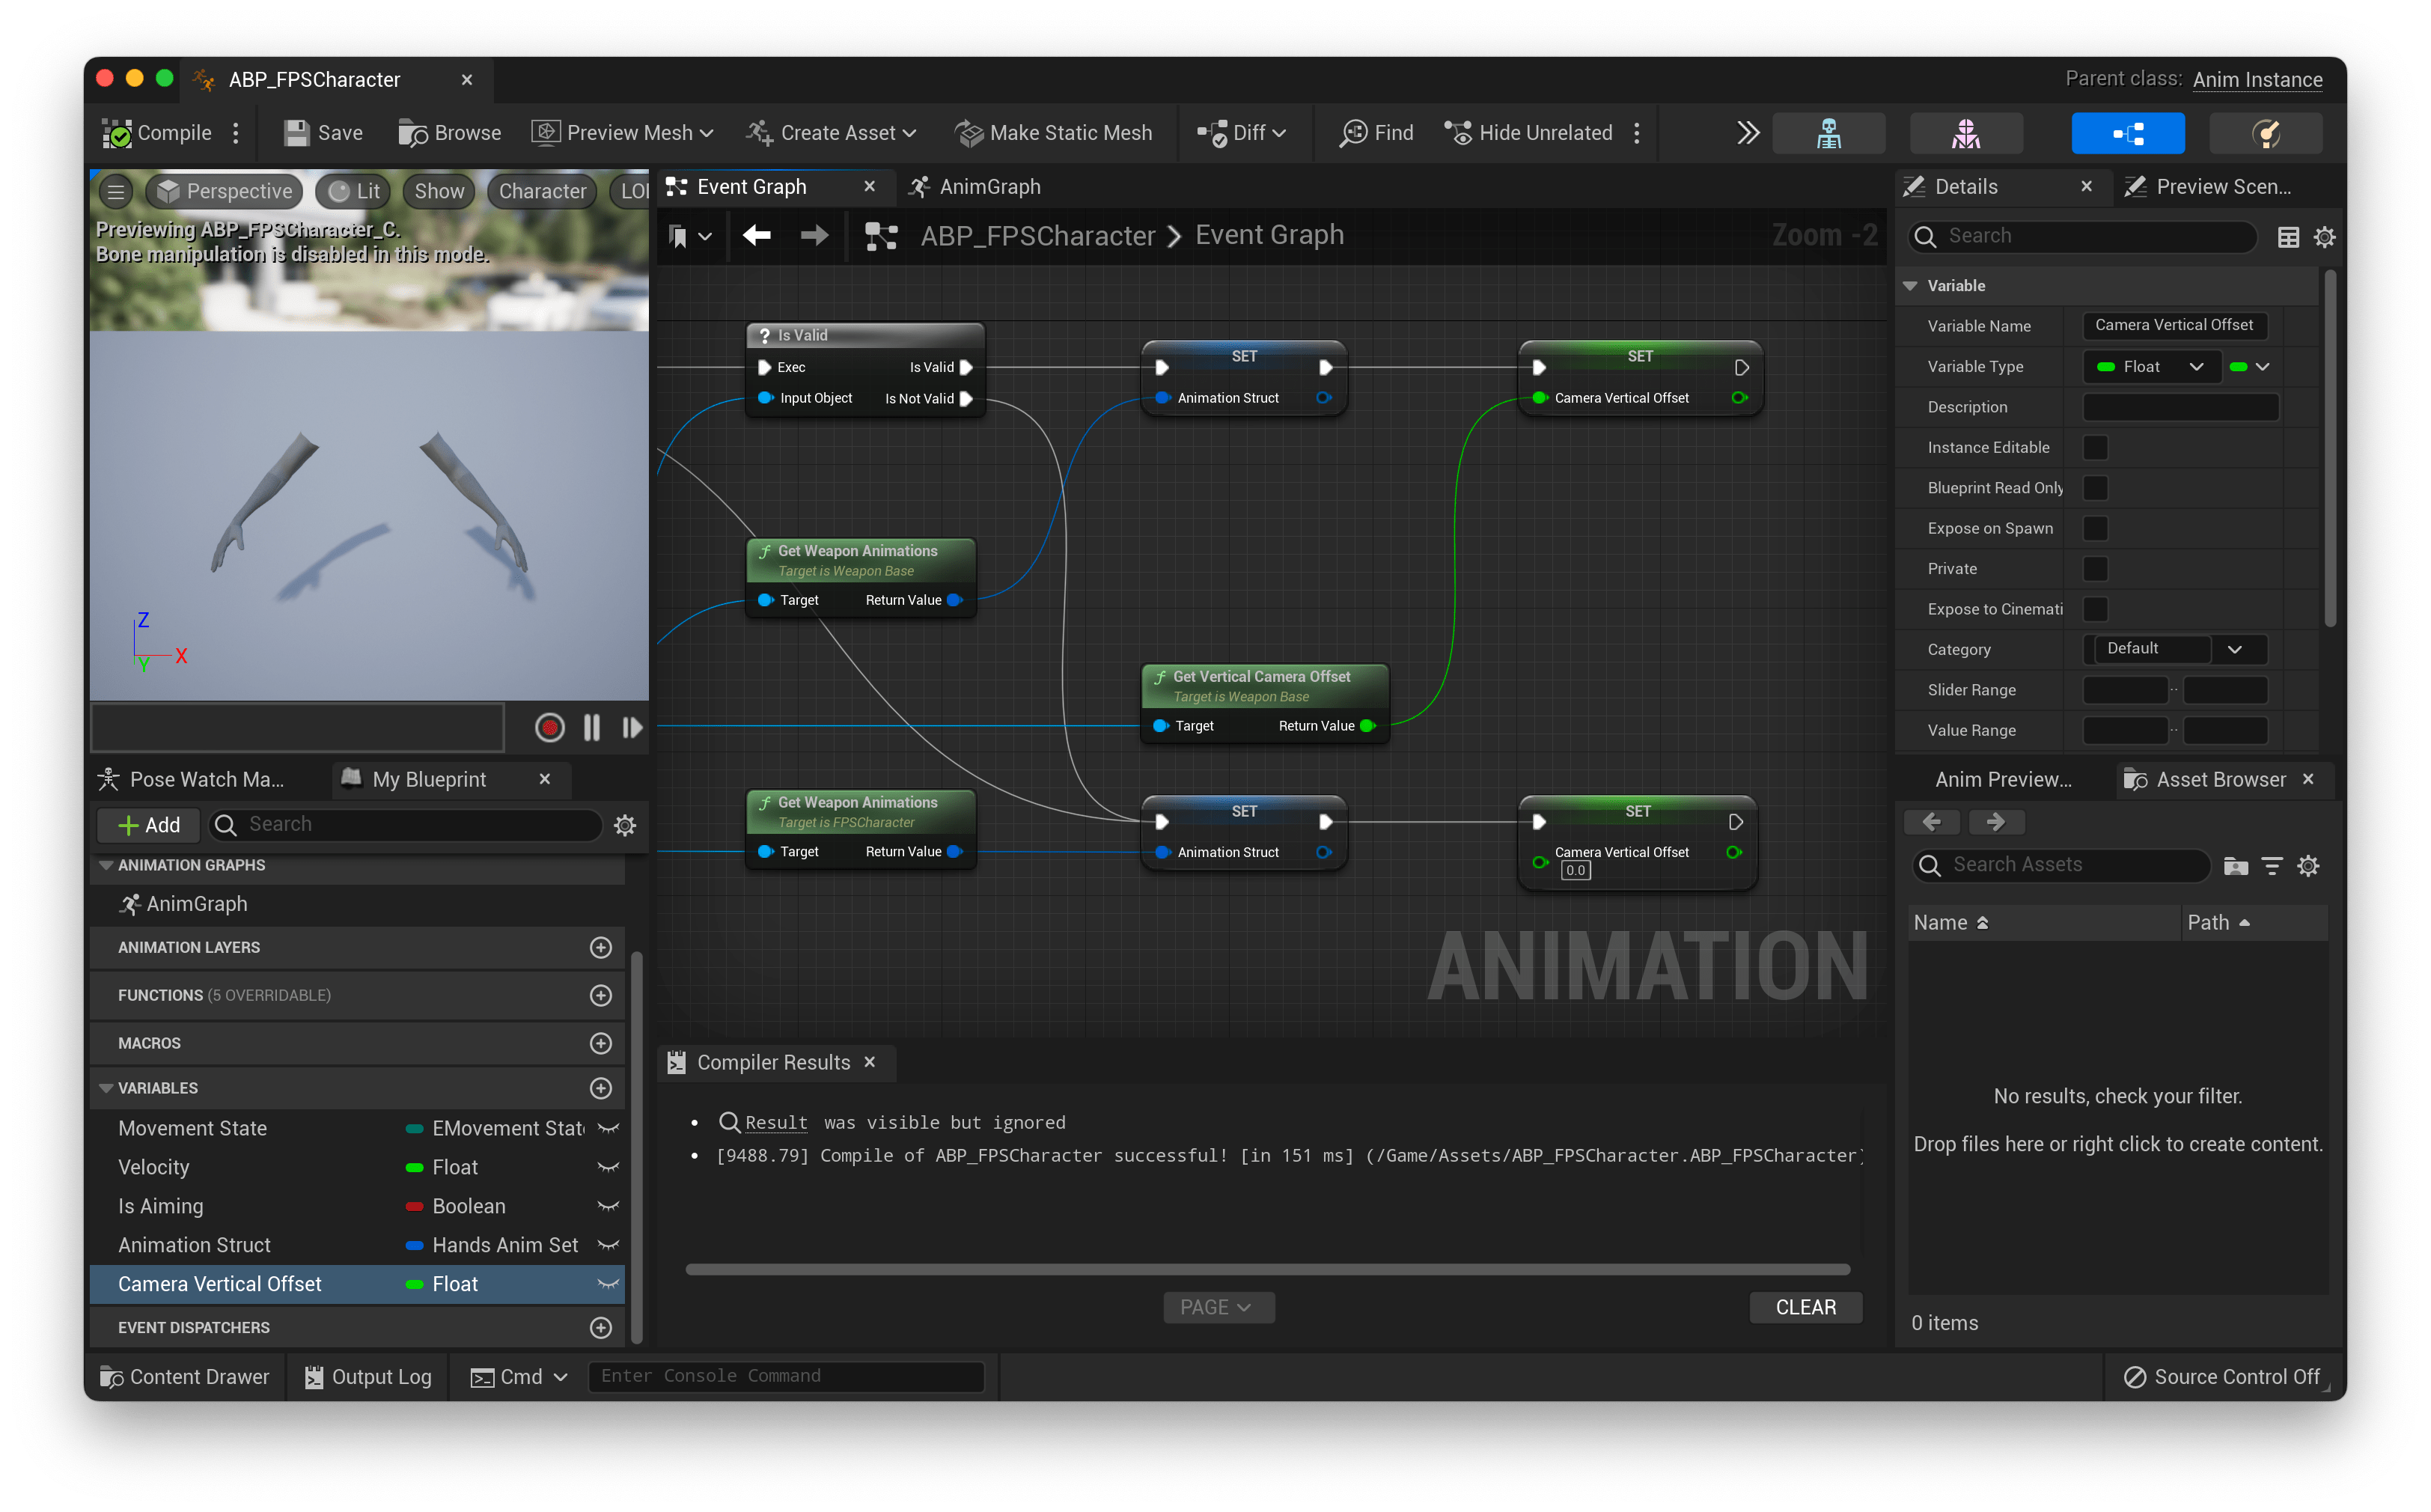 ABP_FPSCharacter
Parent class: Anim Instance
Compile
Save
Browse
Preview Mesh
Create Asset
Make Static Mesh
Diff
Find
Hide Unrelated
Perspective
Lit
Show
Character
LOD
Previewing ABP_FPSCharacter_C.
Bone manipulation is disabled in this mode.
Z
X
Y
Event Graph
AnimGraph
ABP_FPSCharacter > Event Graph
Zoom -2
? Is Valid
Exec
Is Valid
Input Object
Is Not Valid
SET
Animation Struct
SET
Camera Vertical Offset
f Get Weapon Animations
Target is Weapon Base
Target
Return Value
f Get Vertical Camera Offset
Target is Weapon Base
Target
Return Value
f Get Weapon Animations
Target is FPSCharacter
Target
Return Value
SET
Animation Struct
SET
Camera Vertical Offset
0.0
ANIMATION
Details
Preview Scen...
Search
Variable
Variable Name
Camera Vertical Offset
Variable Type
Float
Description
Instance Editable
Blueprint Read Only
Expose on Spawn
Private
Expose to Cinemati
Category
Default
Slider Range
..
Value Range
..
Pose Watch Ma...
My Blueprint
Add
Search
ANIMATION GRAPHS
AnimGraph
ANIMATION LAYERS
FUNCTIONS (5 OVERRIDABLE)
MACROS
VARIABLES
Movement State
EMovement Stat
Velocity
Float
Is Aiming
Boolean
Animation Struct
Hands Anim Set
Camera Vertical Offset
Float
EVENT DISPATCHERS
Compiler Results
• Result was visible but ignored
• [9488.79] Compile of ABP_FPSCharacter successful! [in 151 ms] (/Game/Assets/ABP_FPSCharacter.ABP_FPSCharacter)
PAGE
CLEAR
Anim Preview...
Asset Browser
Search Assets
Name
Path
No results, check your filter.
Drop files here or right click to create content.
0 items
Content Drawer
Output Log
Cmd
Enter Console Command
Source Control Off